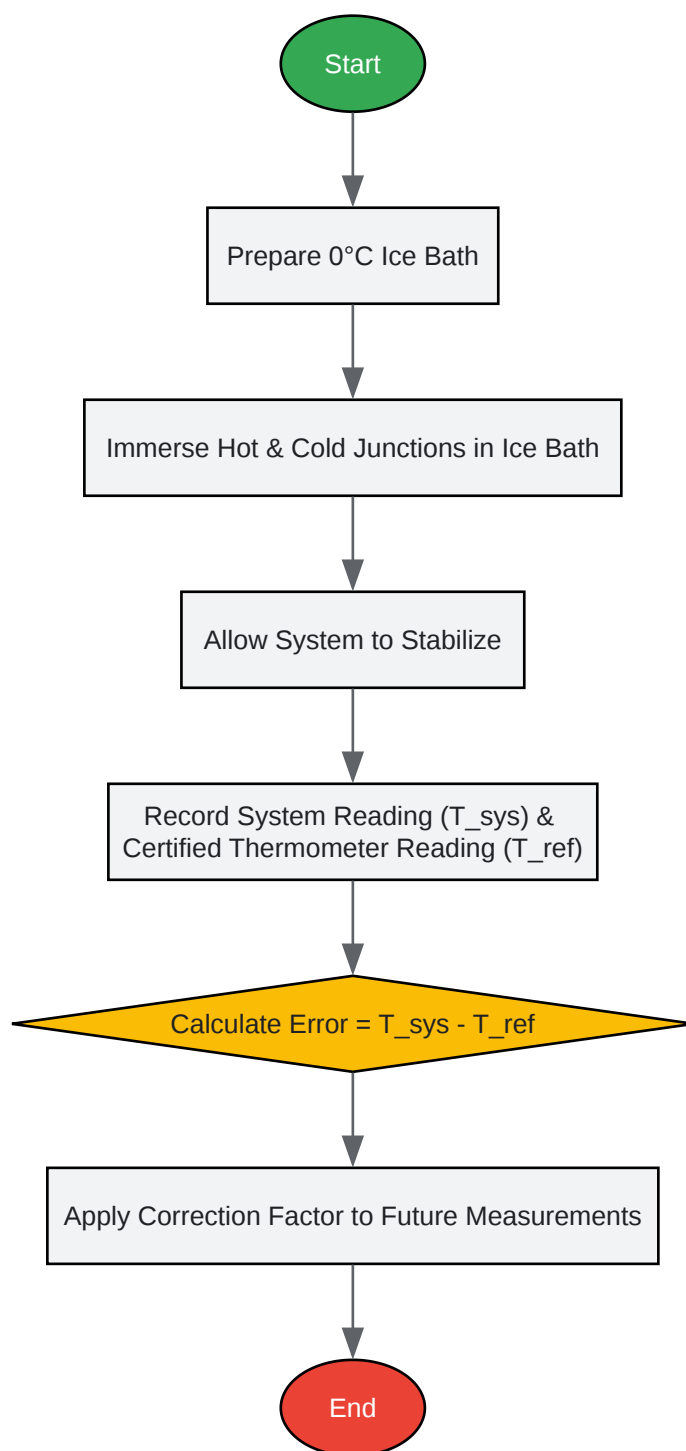 Start
Prepare 0°C Ice Bath
Immerse Hot & Cold Junctions in Ice Bath
Allow System to Stabilize
Record System Reading (T_sys) &
Certified Thermometer Reading (T_ref)
Calculate Error = T_sys - T_ref
Apply Correction Factor to Future Measurements
End